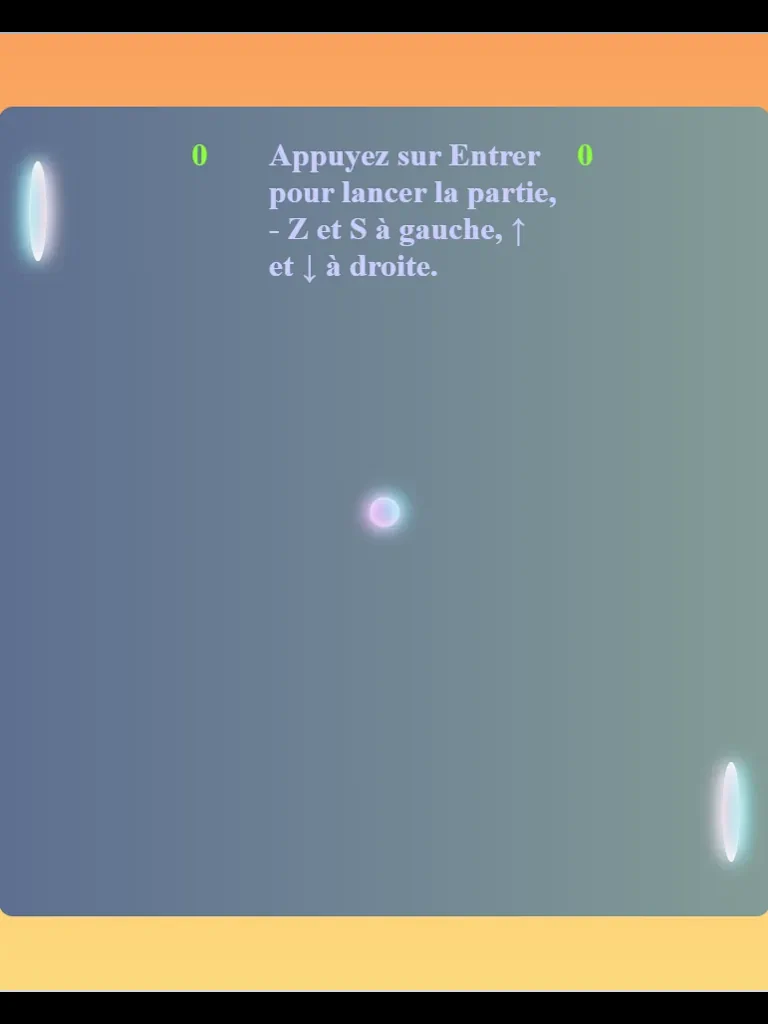 0 Appuyez sur Entrer 0
pour lancer la partie,
- Z et S à gauche, ↑
et ↓ à droite.